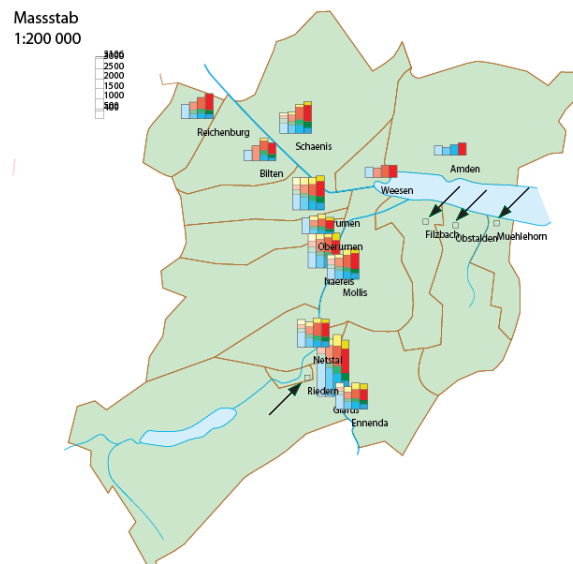 Massstab
1:200 000
3000
2500
2000
1500
1000
400
Reichenburg
Schaenis
Bilten
Amden
Weesen
Filzbach
Obstalden
Muehlehorn
Oberurnen
Naefels
Mollis
Netstal
Riedern
Glarus
Ennenda